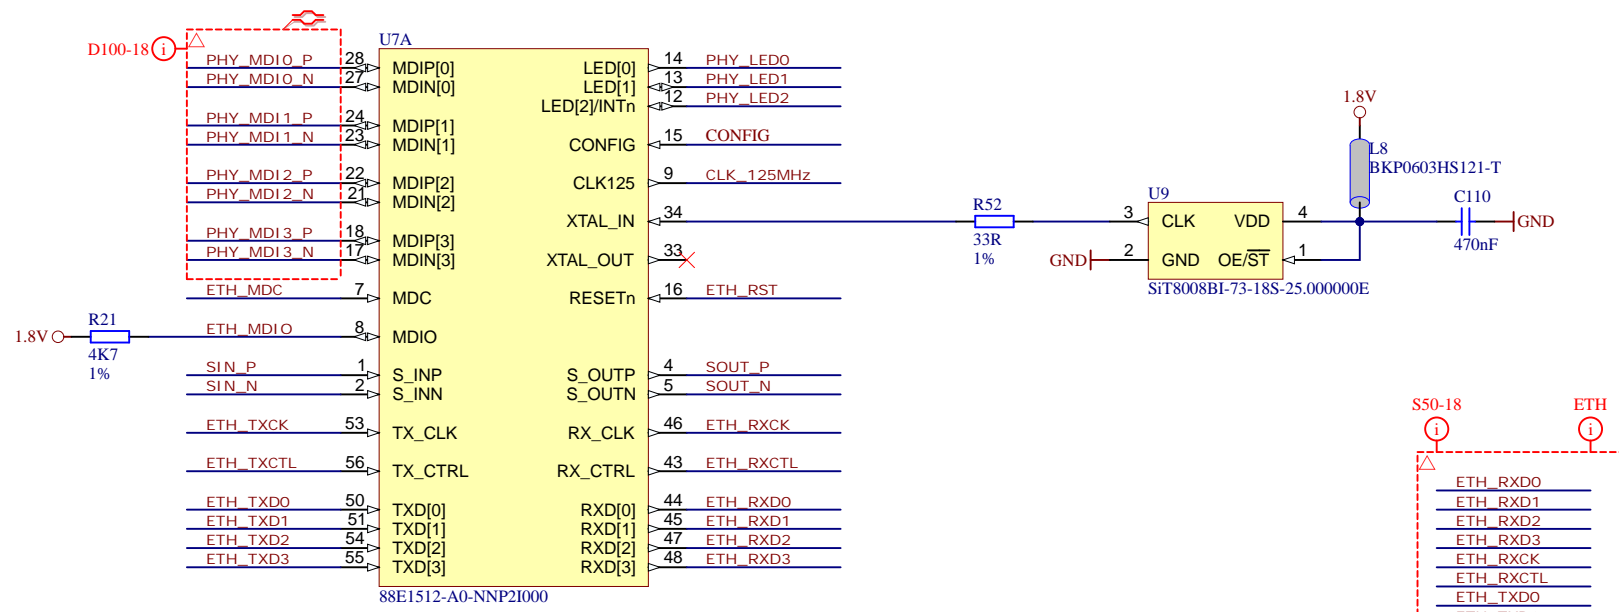 D100-18
i
PHY_MDI0_P 28
PHY_MDI0_N 27
PHY_MDI1_P 24
PHY_MDI1_N 23
PHY_MDI2_P 22
PHY_MDI2_N 21
PHY_MDI3_P 18
PHY_MDI3_N 17
ETH_MDC 7
1.8V
R21
4K7
1%
ETH_MDIO 8
SIN_P 1
SIN_N 2
ETH_TXCK 53
ETH_TXCTL 56
ETH_TXD0 50
ETH_TXD1 51
ETH_TXD2 54
ETH_TXD3 55
U7A
MDIP[0]
MDIN[0]
MDIP[1]
MDIN[1]
MDIP[2]
MDIN[2]
MDIP[3]
MDIN[3]
MDC
MDIO
S_INP
S_INN
TX_CLK
TX_CTRL
TXD[0]
TXD[1]
TXD[2]
TXD[3]
LED[0]
LED[1]
LED[2]/INTn
CONFIG
CLK125
XTAL_IN
XTAL_OUT
RESETn
S_OUTP
S_OUTN
RX_CLK
RX_CTRL
RXD[0]
RXD[1]
RXD[2]
RXD[3]
88E1512-A0-NNP2I000
14 PHY_LED0
13 PHY_LED1
12 PHY_LED2
15 CONFIG
9 CLK_125MHz
34
33
16 ETH_RST
4 SOUT_P
5 SOUT_N
46 ETH_RXCK
43 ETH_RXCTL
44 ETH_RXD0
45 ETH_RXD1
47 ETH_RXD2
48 ETH_RXD3
R52
33R
1%
U9
3 CLK VDD 4
GND 2 GND OE/ST 1
SiT8008BI-73-18S-25.000000E
1.8V
L8
BKP0603HS121-T
C110
470nF
GND
S50-18
i
ETH
i
ETH_RXD0
ETH_RXD1
ETH_RXD2
ETH_RXD3
ETH_RXCK
ETH_RXCTL
ETH_TXD0